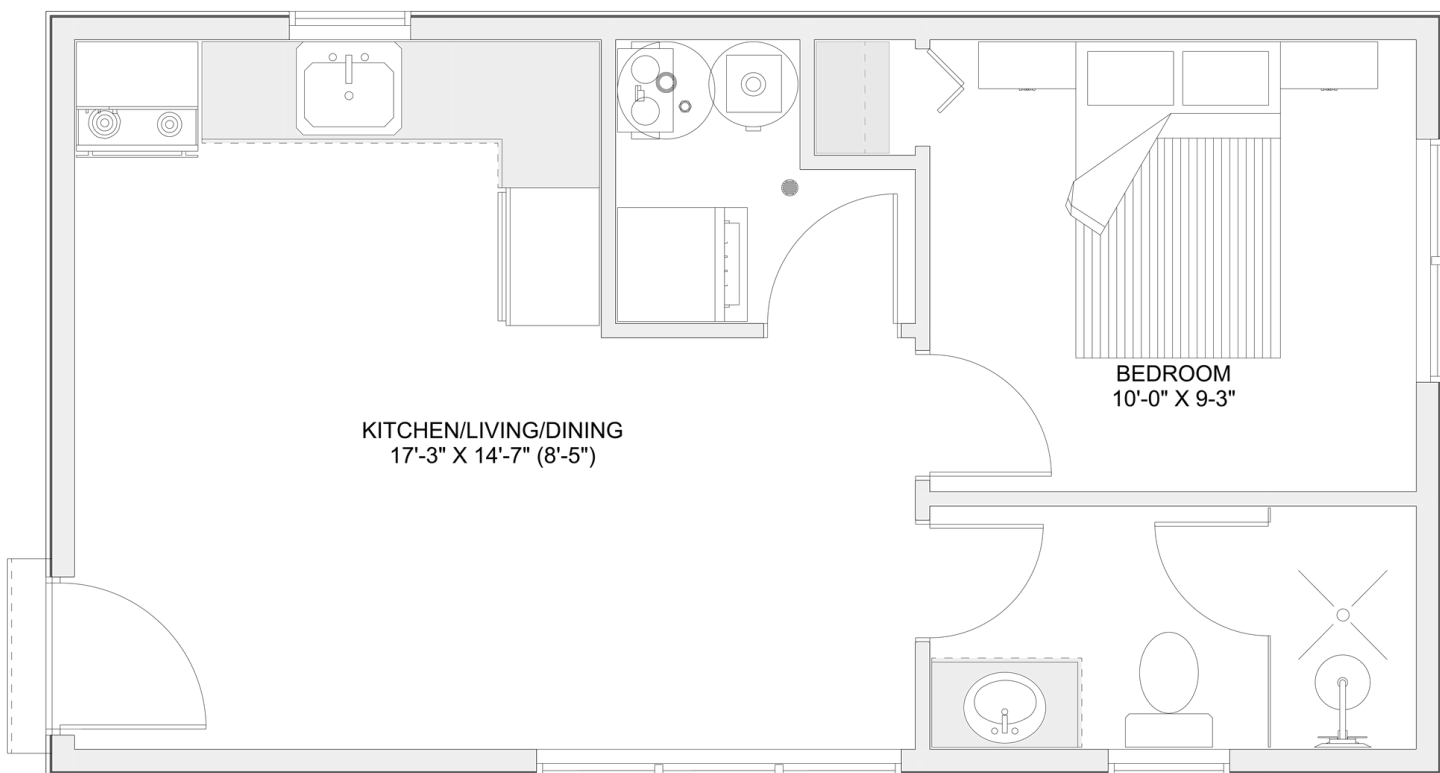 BEDROOM
10'-0" X 9-3"
KITCHEN/LIVING/DINING
17'-3" X 14'-7" (8'-5")